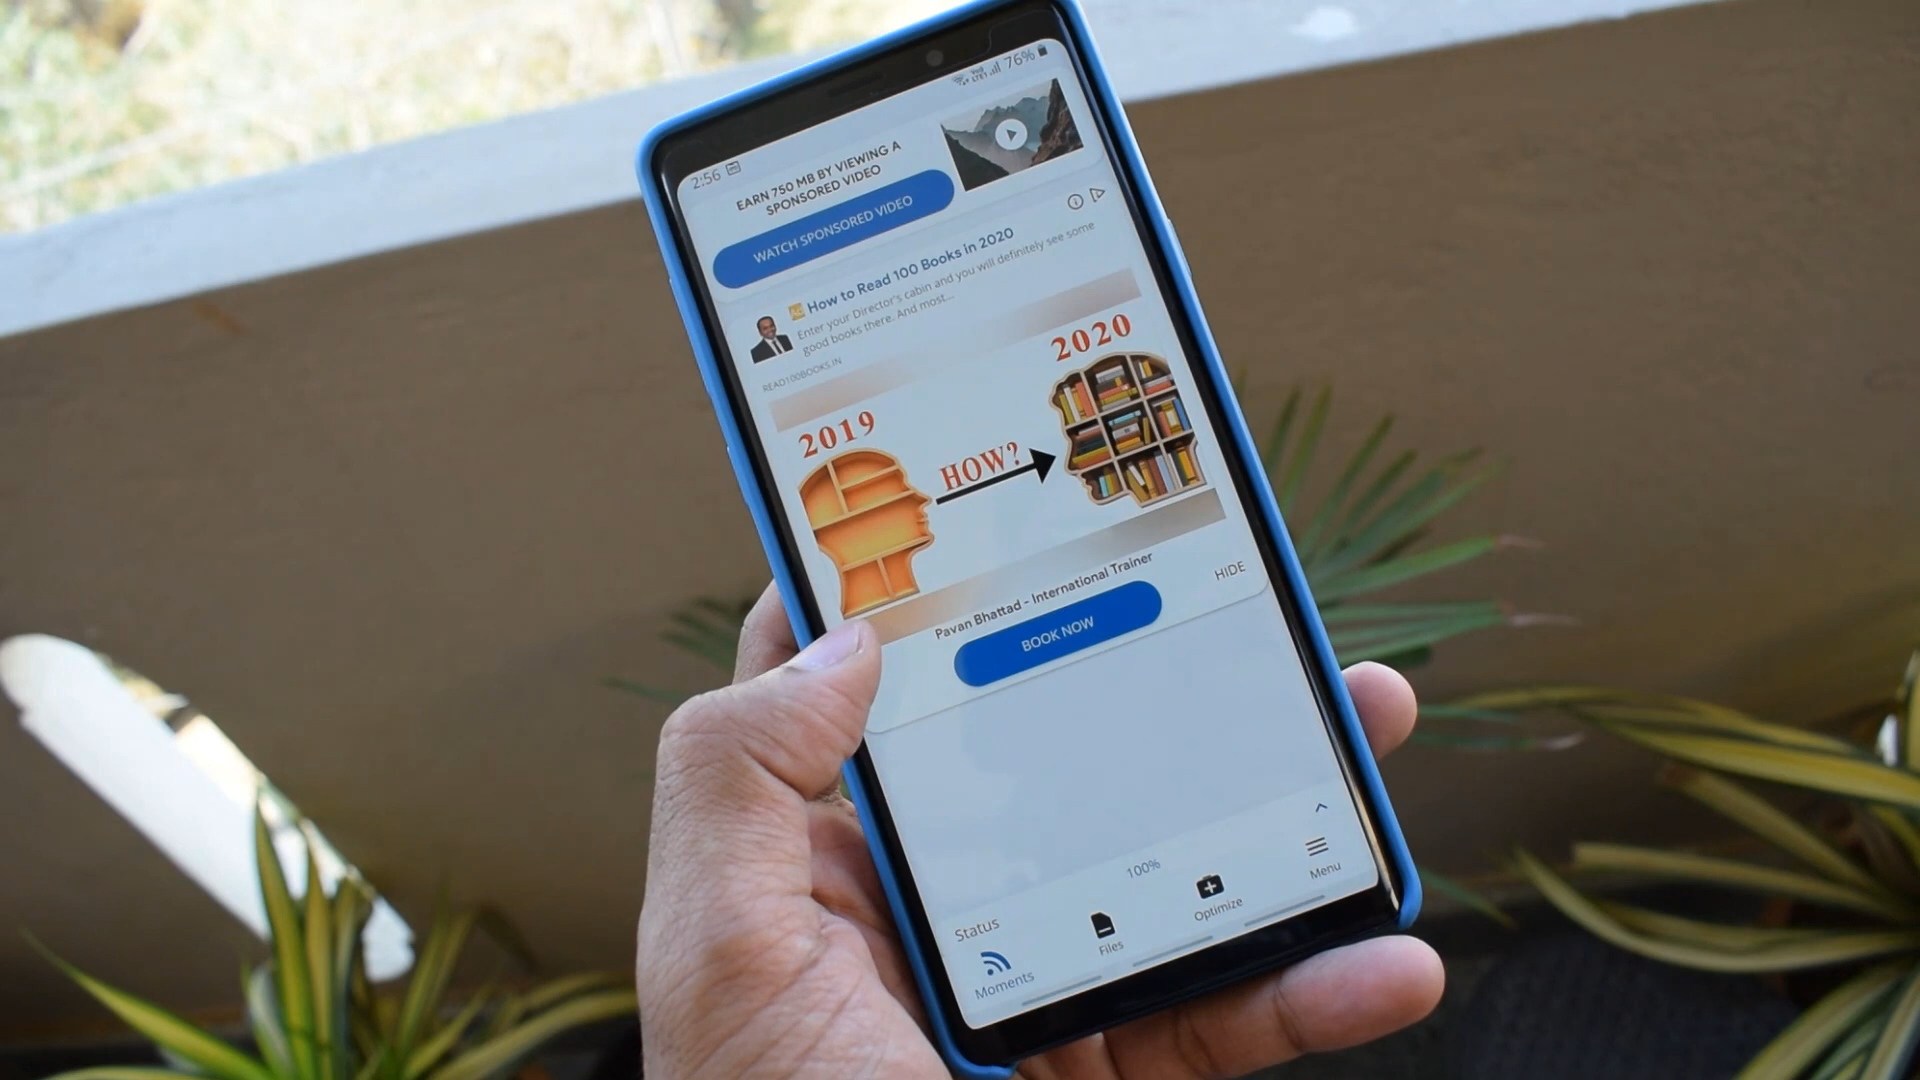 2:56
76%
EARN 750 MB BY VIEWING A
SPONSORED VIDEO
WATCH SPONSORED VIDEO
Ad How to Read 100 Books in 2020
Enter your Director's cabin and you will definitely see some
good books there. And most...
READ100BOOKS.IN
2019
HOW?
2020
Pavan Bhattad - International Trainer
HIDE
BOOK NOW
Status
100%
Moments
Files
Optimize
Menu